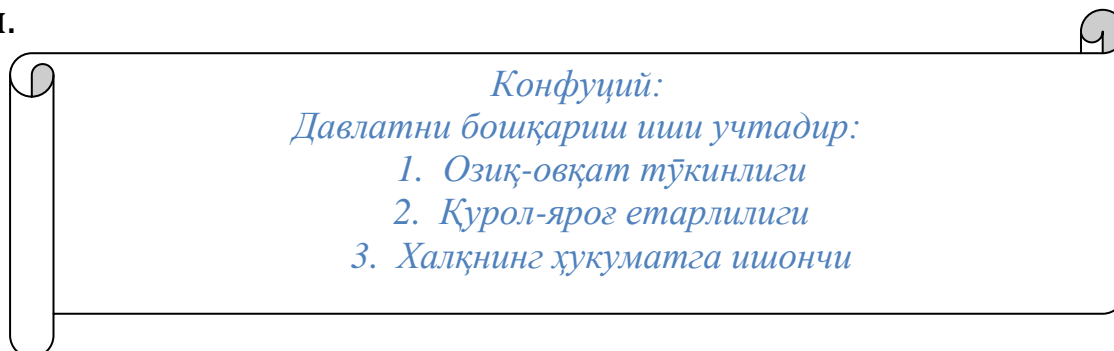 Конфуций:
Давлатни бошқариш иши учтадир:
1. Озиқ-овқат тўкинлиги
2. Қурол-яроғ етарлилиги
3. Халқнинг ҳукуматга ишончи